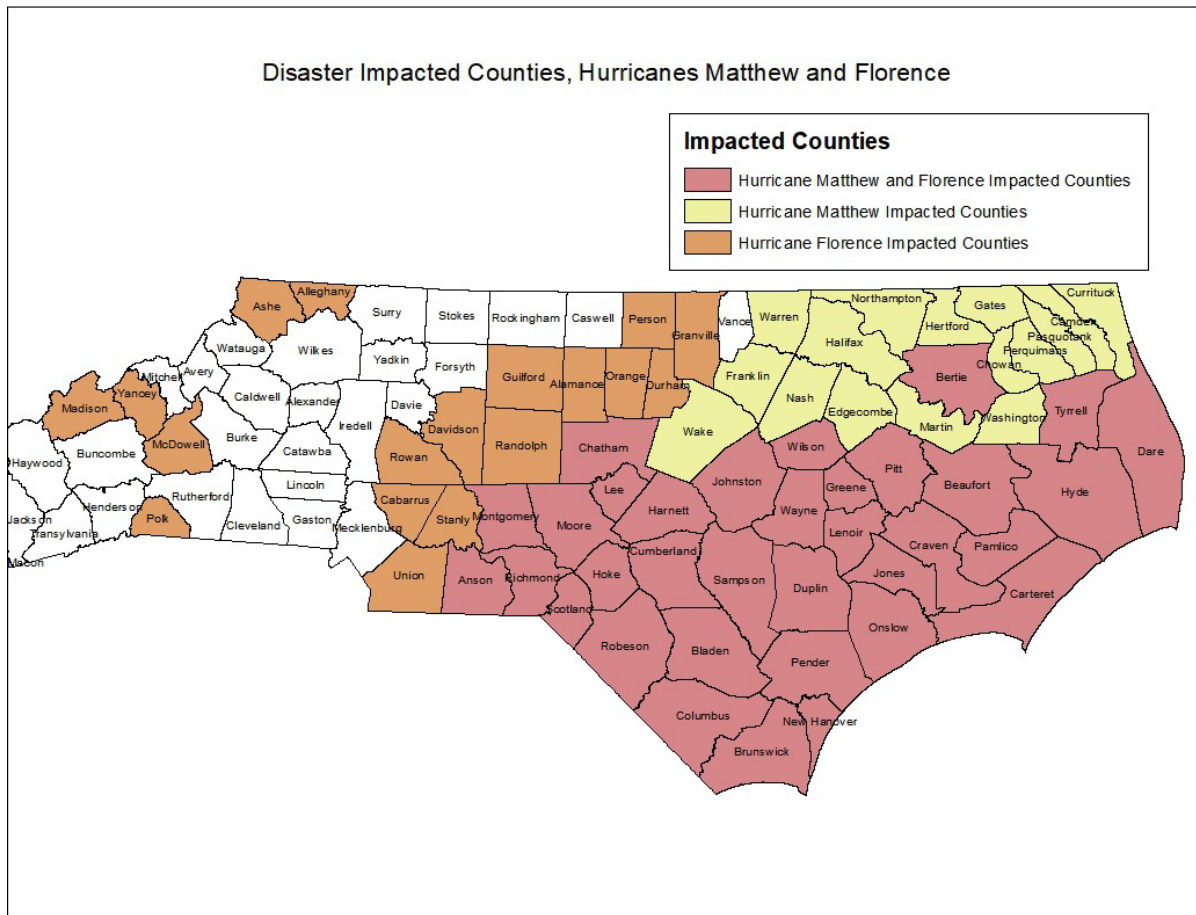 Disaster Impacted Counties, Hurricanes Matthew and Florence
Impacted Counties
Hurricane Matthew and Florence Impacted Counties
Hurricane Matthew Impacted Counties
Hurricane Florence Impacted Counties
Ashe
Alleghany
Surry
Stokes
Rockingham
Caswell
Person
Granville
Vance
Warren
Northampton
Gates
Currituck
Camden
Pasquotank
Perquimans
Chowan
Hertford
Halifax
Bertie
Watauga
Wilkes
Yadkin
Forsyth
Guilford
Alamance
Orange
Durham
Franklin
Nash
Edgecombe
Martin
Washington
Tyrrell
Dare
Mitchell
Avery
Caldwell
Alexander
Iredell
Davie
Davidson
Randolph
Chatham
Wake
Wilson
Pitt
Beaufort
Hyde
Madison
Yancey
McDowell
Burke
Catawba
Rowan
Haywood
Buncombe
Rutherford
Lincoln
Cabarrus
Stanly
Montgomery
Moore
Lee
Harnett
Johnston
Wayne
Greene
Lenoir
Craven
Pamlico
Jackson
Transylvania
Henderson
Polk
Cleveland
Gaston
Mecklenburg
Macon
Union
Anson
Richmond
Scotland
Hoke
Cumberland
Sampson
Duplin
Jones
Carteret
Onslow
Robeson
Bladen
Pender
Columbus
New Hanover
Brunswick